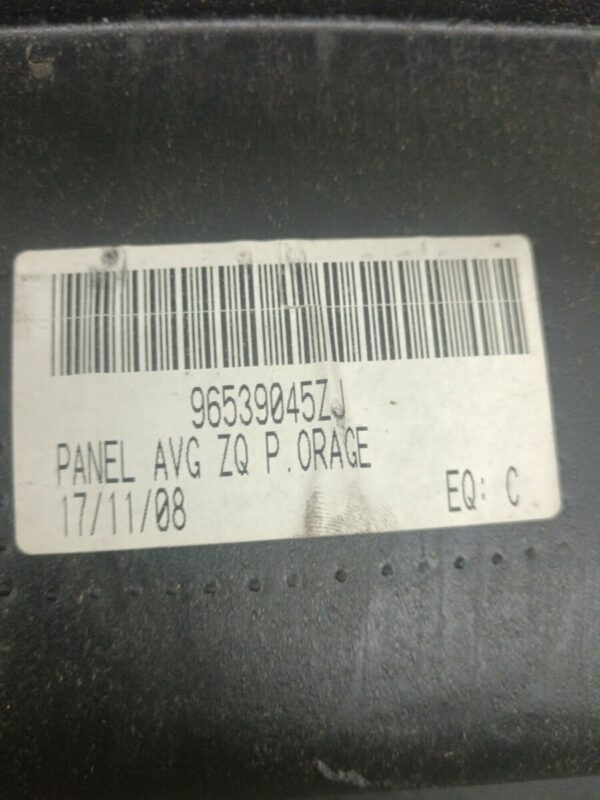 96539045ZJ
PANEL AVG ZQ P.ORAGE
17/11/08
EQ: C